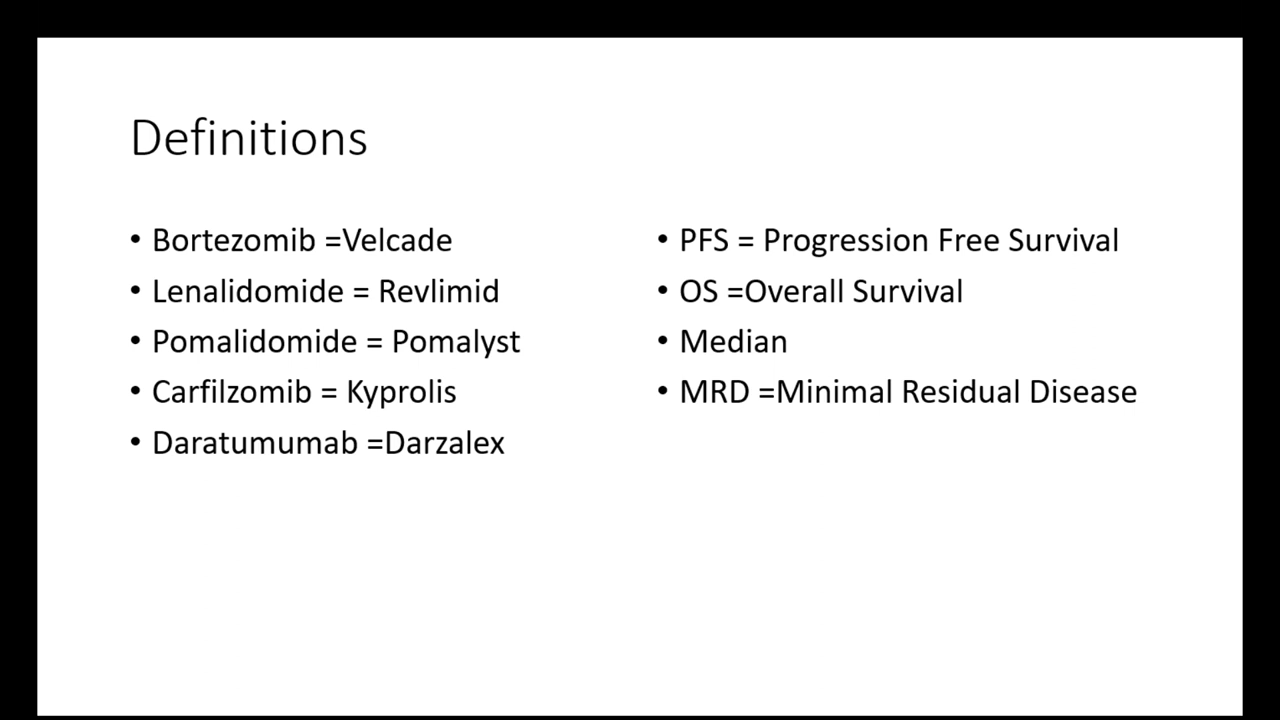 Definitions
• Bortezomib =Velcade
• Lenalidomide = Revlimid
• Pomalidomide = Pomalyst
• Carfilzomib = Kyprolis
• Daratumumab =Darzalex
• PFS = Progression Free Survival
• OS =Overall Survival
• Median
• MRD =Minimal Residual Disease